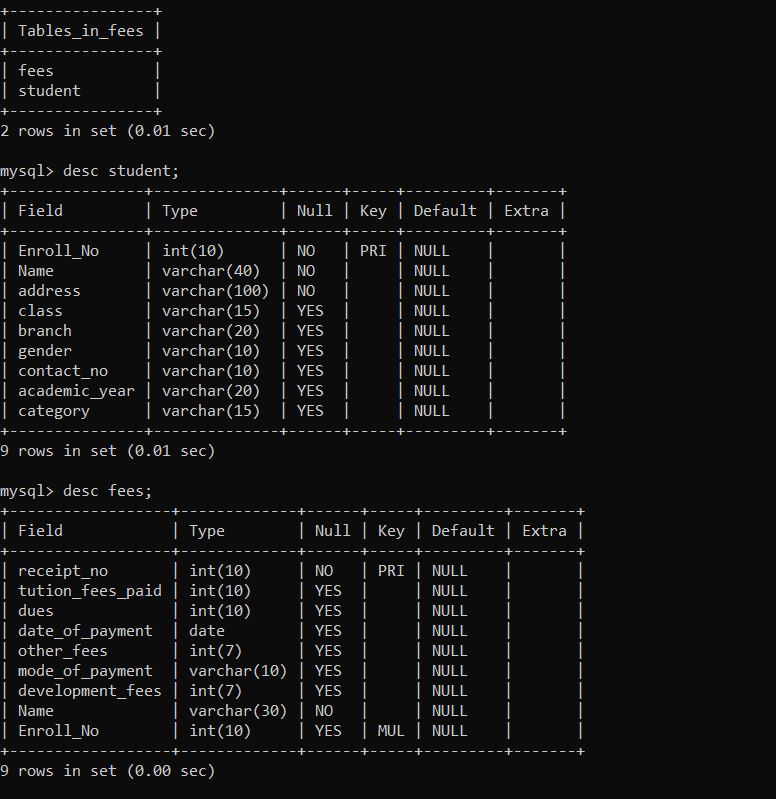 +----------------+
| Tables_in_fees |
+----------------+
| fees           |
| student        |
+----------------+
2 rows in set (0.01 sec)

mysql> desc student;
+---------------+--------------+------+-----+---------+-------+
| Field         | Type         | Null | Key | Default | Extra |
+---------------+--------------+------+-----+---------+-------+
| Enroll_No     | int(10)      | NO   | PRI | NULL    |       |
| Name          | varchar(40)  | NO   |     | NULL    |       |
| address       | varchar(100) | NO   |     | NULL    |       |
| class         | varchar(15)  | YES  |     | NULL    |       |
| branch        | varchar(20)  | YES  |     | NULL    |       |
| gender        | varchar(10)  | YES  |     | NULL    |       |
| contact_no    | varchar(10)  | YES  |     | NULL    |       |
| academic_year | varchar(20)  | YES  |     | NULL    |       |
| category      | varchar(15)  | YES  |     | NULL    |       |
+---------------+--------------+------+-----+---------+-------+
9 rows in set (0.01 sec)

mysql> desc fees;
+------------------+-------------+------+-----+---------+-------+
| Field            | Type        | Null | Key | Default | Extra |
+------------------+-------------+------+-----+---------+-------+
| receipt_no       | int(10)     | NO   | PRI | NULL    |       |
| tution_fees_paid | int(10)     | YES  |     | NULL    |       |
| dues             | int(10)     | YES  |     | NULL    |       |
| date_of_payment  | date        | YES  |     | NULL    |       |
| other_fees       | int(7)      | YES  |     | NULL    |       |
| mode_of_payment  | varchar(10) | YES  |     | NULL    |       |
| development_fees | int(7)      | YES  |     | NULL    |       |
| Name             | varchar(30) | NO   |     | NULL    |       |
| Enroll_No        | int(10)     | YES  | MUL | NULL    |       |
+------------------+-------------+------+-----+---------+-------+
9 rows in set (0.00 sec)